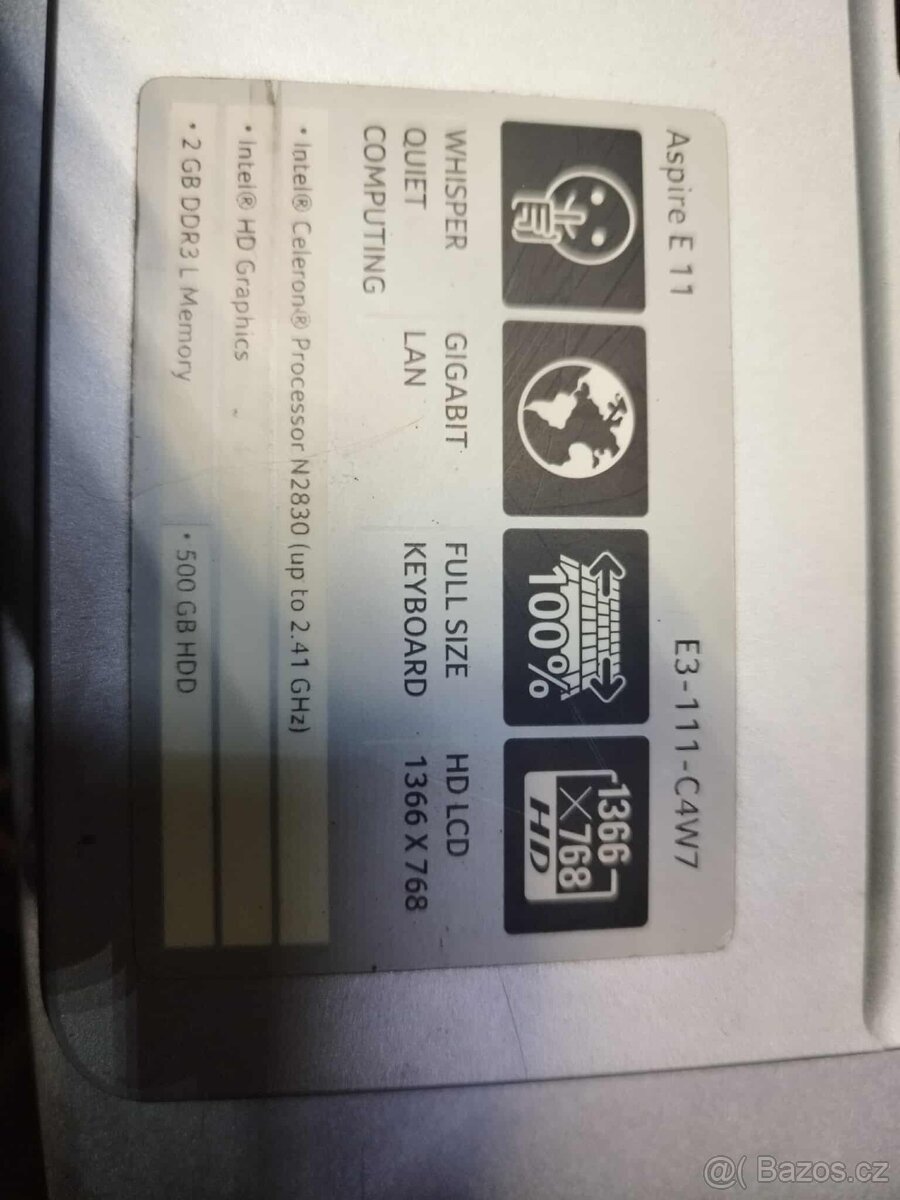 Aspire E 11
E3-111-C4W7
100%
1366
X768
HD
WHISPER
QUIET
COMPUTING
GIGABIT
LAN
FULL SIZE
KEYBOARD
HD LCD
1366 X 768
• Intel® Celeron® Processor N2830 (up to 2.41 GHz)
• Intel® HD Graphics
• 2 GB DDR3 L Memory
• 500 GB HDD
@( Bazos.cz